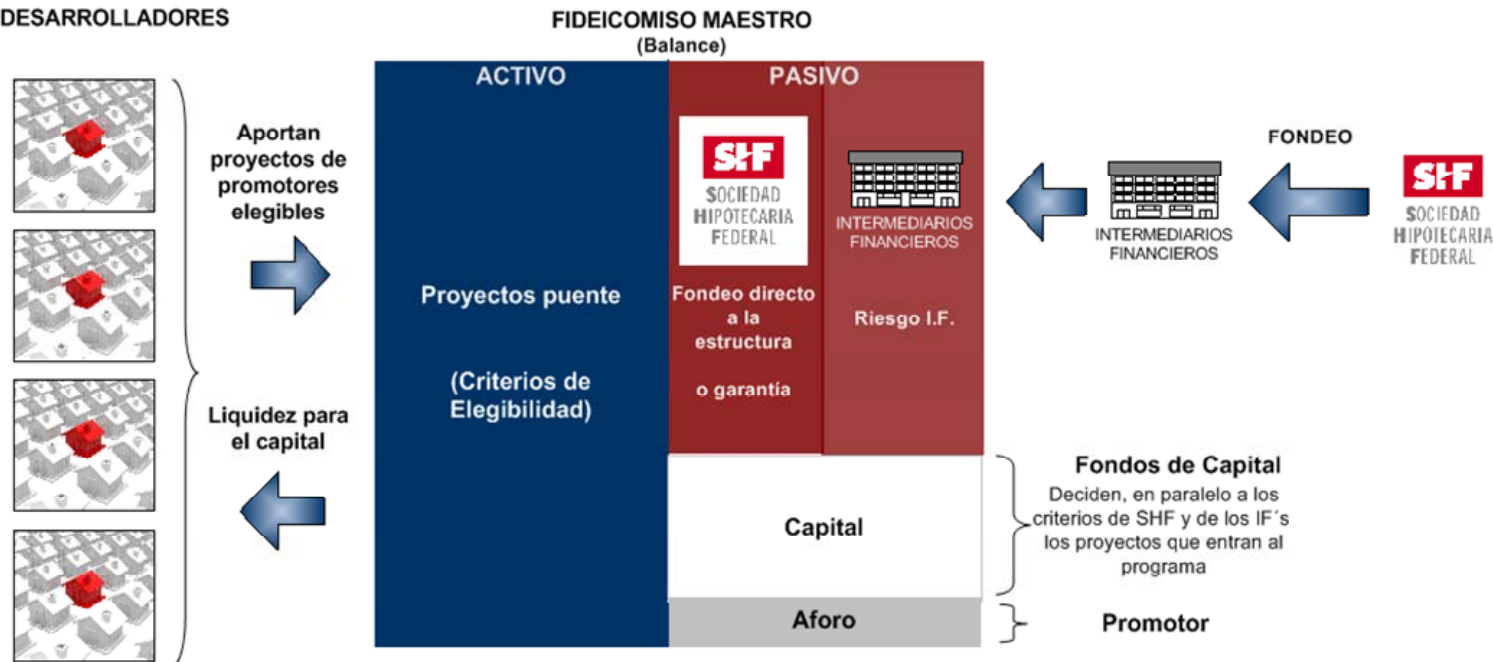 DESARROLLADORES
FIDEICOMISO MAESTRO
(Balance)
ACTIVO
PASIVO
Aportan
proyectos de
promotores
elegibles
Liquidez para
el capital
Proyectos puente
(Criterios de
Elegibilidad)
SHF
SOCIEDAD
HIPOTECARIA
FEDERAL
Fondeo directo
a la
estructura
o garantía
INTERMEDIARIOS
FINANCIEROS
Riesgo I.F.
Capital
Aforo
FONDEO
INTERMEDIARIOS
FINANCIEROS
SHF
SOCIEDAD
HIPOTECARIA
FEDERAL
Fondos de Capital
Deciden, en paralelo a los
criterios de SHF y de los IF´s
los proyectos que entran al
programa
Promotor